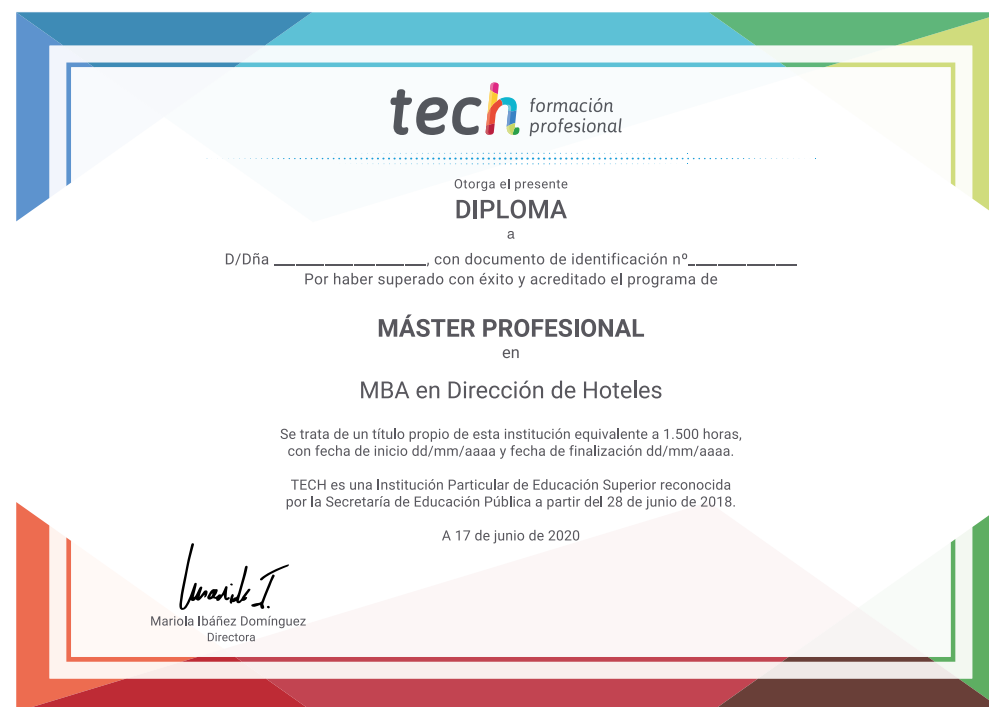 tech formación
profesional
Otorga el presente
DIPLOMA
a
D/Dña ______________, con documento de identificación nº__________
Por haber superado con éxito y acreditado el programa de
MÁSTER PROFESIONAL
en
MBA en Dirección de Hoteles
Se trata de un título propio de esta institución equivalente a 1.500 horas,
con fecha de inicio dd/mm/aaaa y fecha de finalización dd/mm/aaaa.
TECH es una Institución Particular de Educación Superior reconocida
por la Secretaría de Educación Pública a partir del 28 de junio de 2018.
A 17 de junio de 2020
Mariola Ibáñez Domínguez
Directora